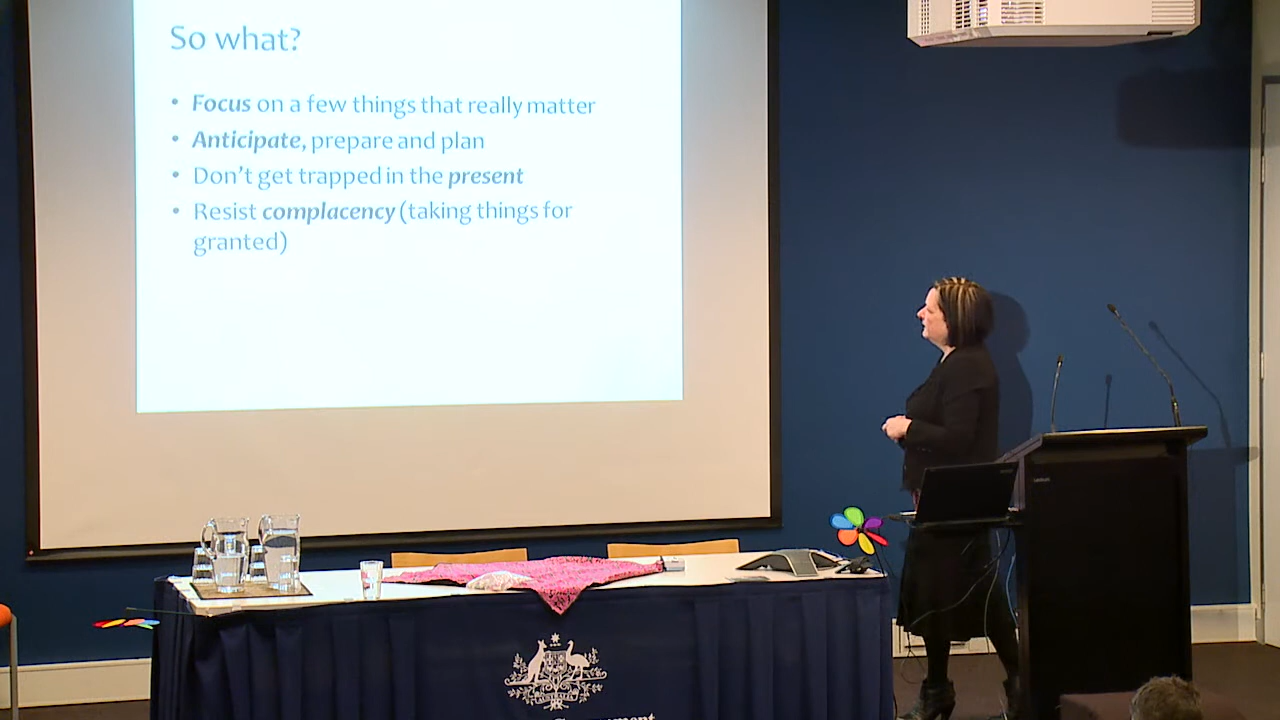 So what?
• Focus on a few things that really matter
• Anticipate, prepare and plan
• Don't get trapped in the present
• Resist complacency (taking things for
granted)
AUSTRALIA